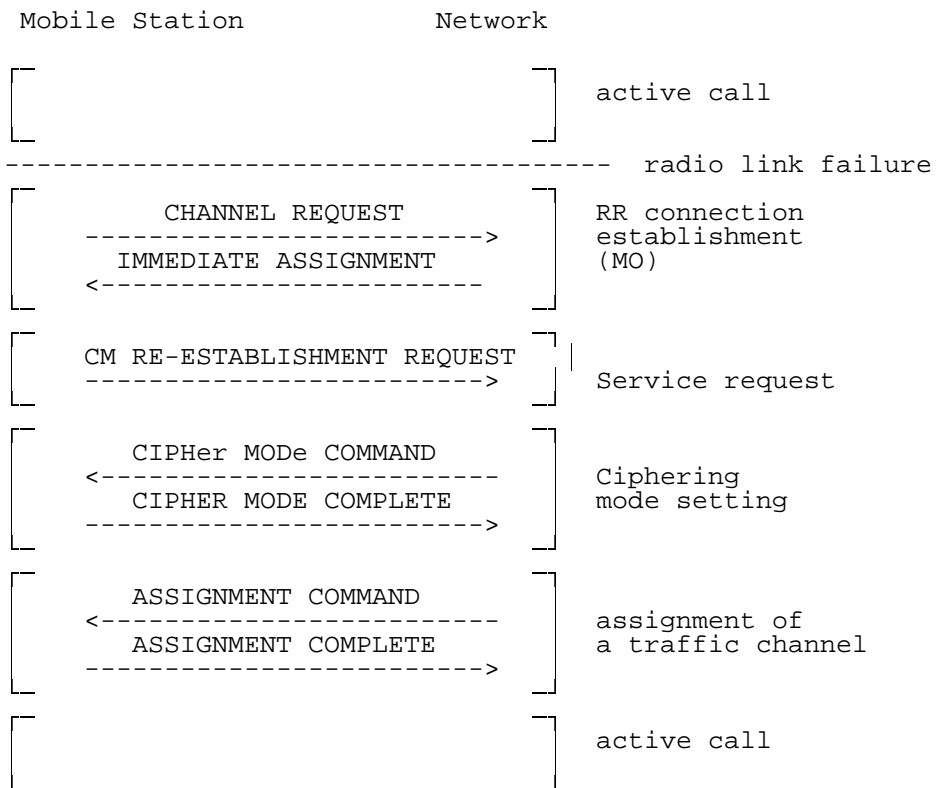 Mobile Station Network
active call
radio link failure
CHANNEL REQUEST RR connection
establishment
IMMEDIATE ASSIGNMENT (MO)
CM RE-ESTABLISHMENT REQUEST
Service request
CIPHer MODe COMMAND
Ciphering
CIPHER MODE COMPLETE mode setting
ASSIGNMENT COMMAND
assignment of
ASSIGNMENT COMPLETE a traffic channel
active call